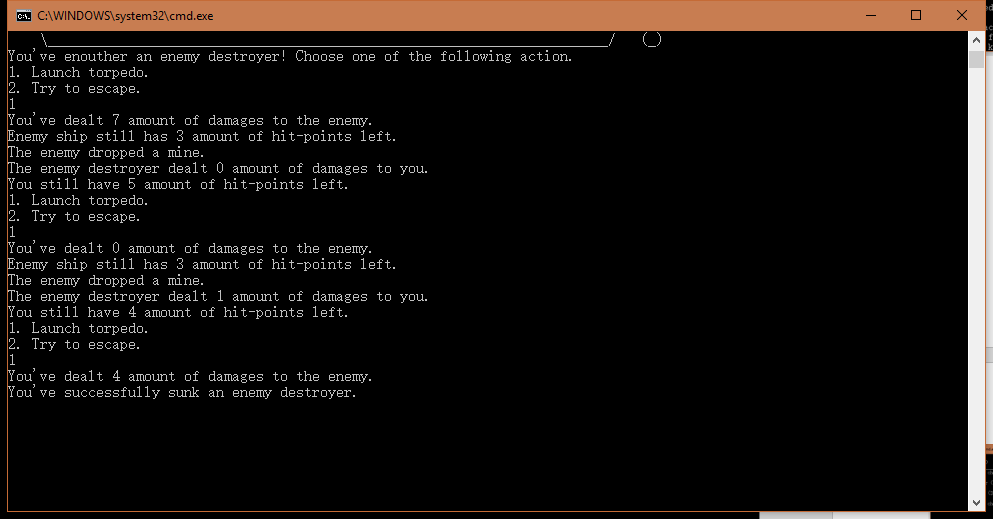 C:\WINDOWS\system32\cmd.exe
\______________________________________________________________________/   (_)
You've enouther an enemy destroyer! Choose one of the following action.
1. Launch torpedo.
2. Try to escape.
1
You've dealt 7 amount of damages to the enemy.
Enemy ship still has 3 amount of hit-points left.
The enemy dropped a mine.
The enemy destroyer dealt 0 amount of damages to you.
You still have 5 amount of hit-points left.
1. Launch torpedo.
2. Try to escape.
1
You've dealt 0 amount of damages to the enemy.
Enemy ship still has 3 amount of hit-points left.
The enemy dropped a mine.
The enemy destroyer dealt 1 amount of damages to you.
You still have 4 amount of hit-points left.
1. Launch torpedo.
2. Try to escape.
1
You've dealt 4 amount of damages to the enemy.
You've successfully sunk an enemy destroyer.